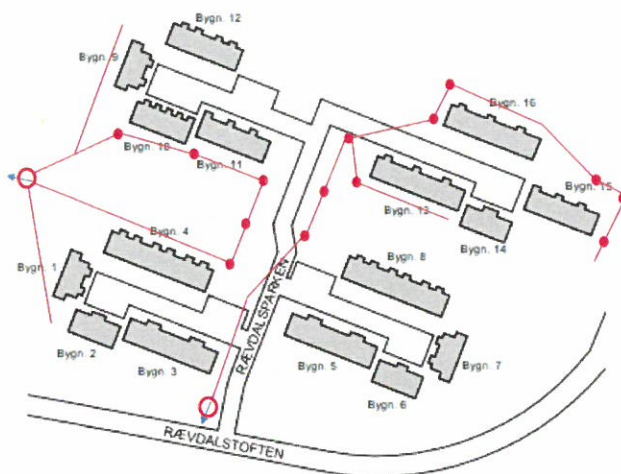 Bygn. 12
Bygn. 9
Bygn. 16
Bygn. 10
Bygn. 11
Bygn. 15
Bygn. 13
Bygn. 14
Bygn. 4
Bygn. 8
Bygn. 1
RÆVDALSPARKEN
Bygn. 2
Bygn. 3
Bygn. 5
Bygn. 7
Bygn. 6
RÆVDALSTOFTEN